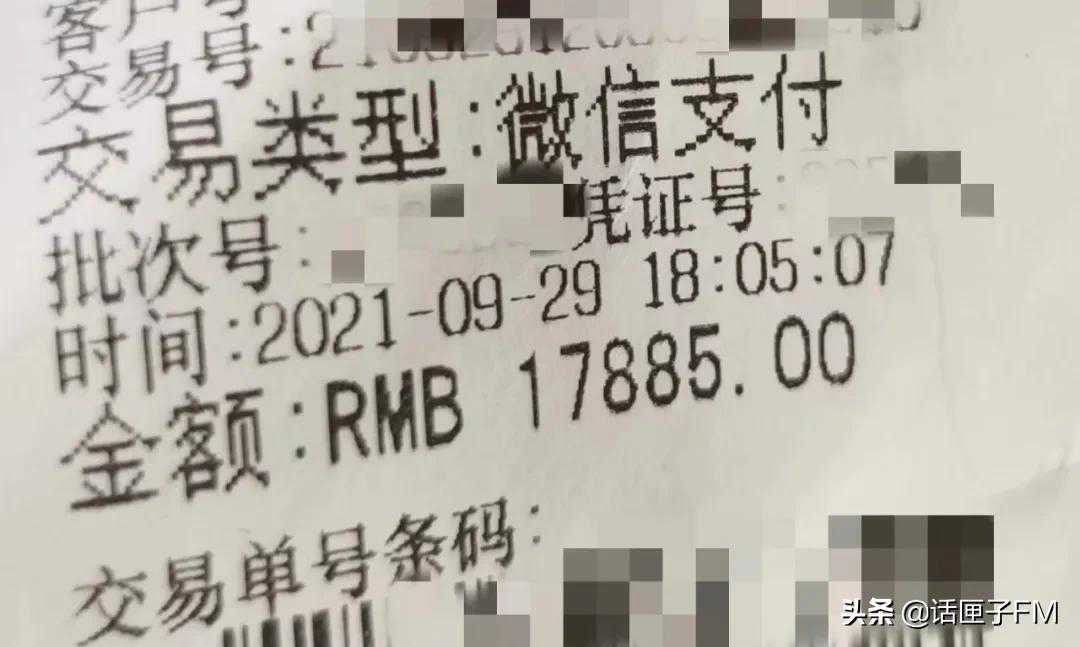 客户号
交易号:
交易类型:微信支付
批次号: 凭证号:
时间:2021-09-29 18:05:07
金额:RMB 17885.00
交易单号条码:
头条 @话匣子FM